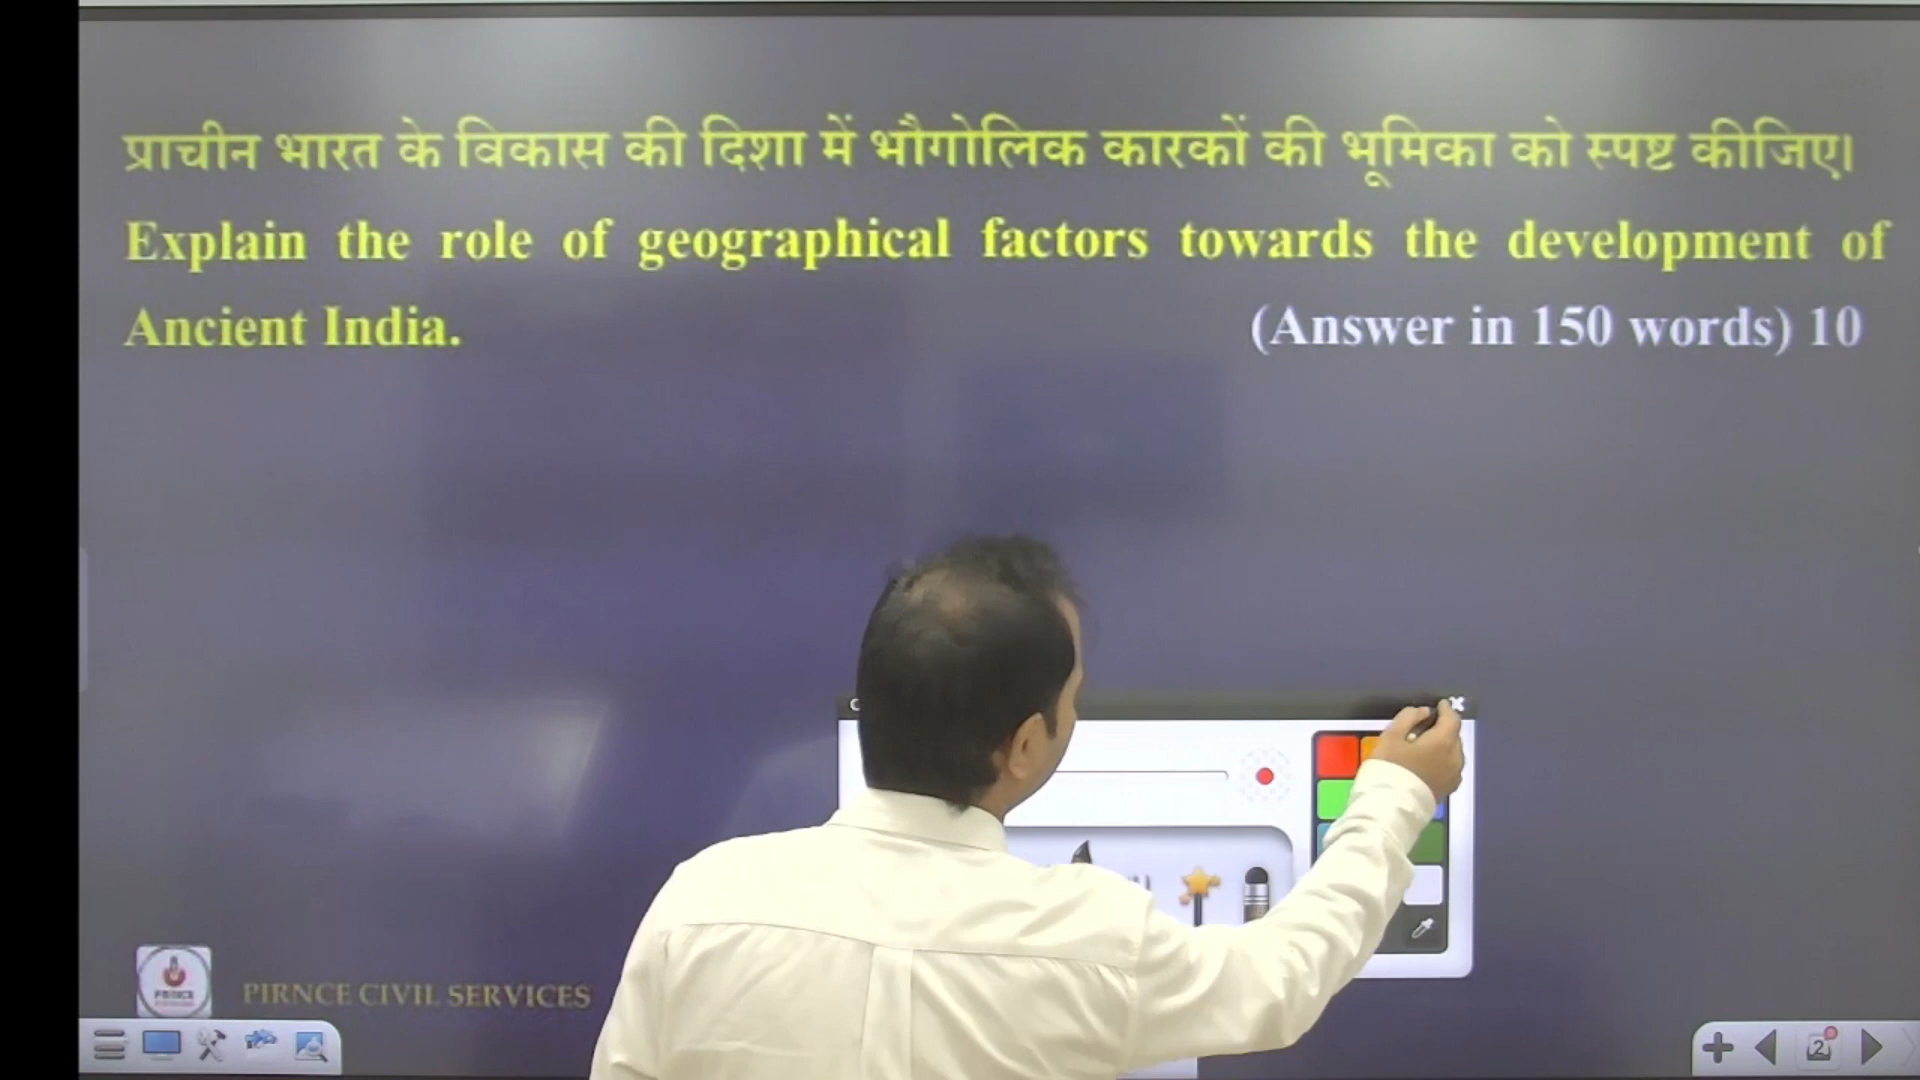 प्राचीन भारत के विकास की दिशा में भौगोलिक कारकों की भूमिका को स्पष्ट कीजिए।
Explain the role of geographical factors towards the development of
Ancient India. (Answer in 150 words) 10
PIRNCE CIVIL SERVICES
2